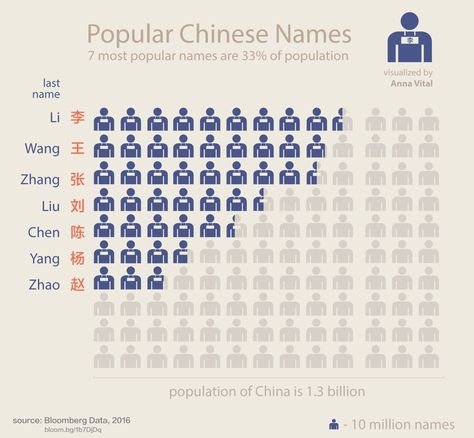 Popular Chinese Names
7 most popular names are 33% of population
李
visualized by
Anna Vital
last
name
Li 李
Wang 王
Zhang 张
Liu 刘
Chen 陈
Yang 杨
Zhao 赵
population of China is 1.3 billion
source: Bloomberg Data, 2016
bloom.bg/1b7DjDq
- 10 million names